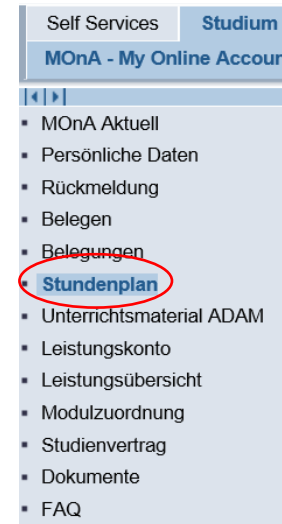 Self Services Studium
MOnA - My Online Accour
MOnA Aktuell
Persönliche Daten
Rückmeldung
Belegen
Belegungen
Stundenplan
Unterrichtsmaterial ADAM
Leistungskonto
Leistungsübersicht
Modulzuordnung
Studienvertrag
Dokumente
FAQ